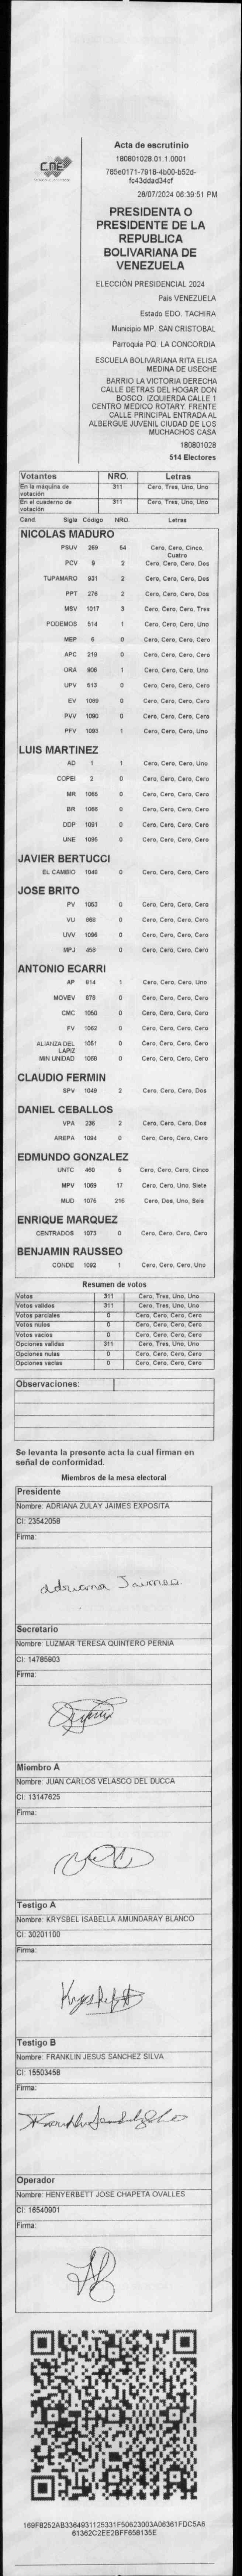 CNE
Acta de escrutinio
180801028.01.1.0001
785e0171-7918-4b00-b52d-
fc43ddad34cf
28/07/2024 06:39:51 PM
PRESIDENTA O
PRESIDENTE DE LA
REPUBLICA
BOLIVARIANA DE
VENEZUELA
ELECCIÓN PRESIDENCIAL 2024
Pais VENEZUELA
Estado EDO. TACHIRA
Municipio MP. SAN CRISTOBAL
Parroquia PQ. LA CONCORDIA
ESCUELA BOLIVARIANA RITA ELISA
MEDINA DE USECHE
BARRIO LA VICTORIA DERECHA
CALLE DETRAS DEL HOGAR DON
BOSCO. IZQUIERDA CALLE 1
CENTRO MEDICO ROTARY. FRENTE
CALLE PRINCIPAL ENTRADA AL
ALBERGUE JUVENIL CIUDAD DE LOS
MUCHACHOS CASA
180801028
514 Electores
Votantes NRO. Letras
En la máquina de votación 311 Cero, Tres, Uno, Uno
En el cuaderno de votación 311 Cero, Tres, Uno, Uno
Cand Sigla Código NRO. Letras
NICOLAS MADURO
PSUV 269 54 Cero, Cero, Cinco, Cuatro
PCV 9 2 Cero, Cero, Cero, Dos
TUPAMARO 931 2 Cero, Cero, Cero, Dos
PPT 276 2 Cero, Cero, Cero, Dos
MSV 1017 3 Cero, Cero, Cero, Tres
PODEMOS 514 1 Cero, Cero, Cero, Uno
MEP 6 0 Cero, Cero, Cero, Cero
APC 219 0 Cero, Cero, Cero, Cero
ORA 906 1 Cero, Cero, Cero, Uno
UPV 613 0 Cero, Cero, Cero, Cero
EV 1089 0 Cero, Cero, Cero, Cero
PVV 1090 0 Cero, Cero, Cero, Cero
PFV 1093 1 Cero, Cero, Cero, Uno
LUIS MARTINEZ
AD 1 1 Cero, Cero, Cero, Uno
COPEI 2 0 Cero, Cero, Cero, Cero
MR 1065 0 Cero, Cero, Cero, Cero
BR 1066 0 Cero, Cero, Cero, Cero
DDP 1091 0 Cero, Cero, Cero, Cero
UNE 1095 0 Cero, Cero, Cero, Cero
JAVIER BERTUCCI
EL CAMBIO 1048 0 Cero, Cero, Cero, Cero
JOSE BRITO
PV 1053 0 Cero, Cero, Cero, Cero
VU 0 Cero, Cero, Cero, Cero
UVV 1096 0 Cero, Cero, Cero, Cero
MPJ 458 0 Cero, Cero, Cero, Cero
ANTONIO ECARRI
AP 914 1 Cero, Cero, Cero, Uno
MOVEV 0 Cero, Cero, Cero, Cero
CMC 1050 0 Cero, Cero, Cero, Cero
FV 1062 0 Cero, Cero, Cero, Cero
ALIANZA DEL LAPIZ 1061 0 Cero, Cero, Cero, Cero
MIN UNIDAD 1068 0 Cero, Cero, Cero, Cero
CLAUDIO FERMIN
SPV 1049 2 Cero, Cero, Cero, Dos
DANIEL CEBALLOS
VPA 236 2 Cero, Cero, Cero, Dos
AREPA 1084 0 Cero, Cero, Cero, Cero
EDMUNDO GONZALEZ
UNTC 460 5 Cero, Cero, Cero, Cinco
MPV 1069 17 Cero, Cero, Uno, Siete
MUD 1076 216 Cero, Dos, Uno, Seis
ENRIQUE MARQUEZ
CENTRADOS 1073 0 Cero, Cero, Cero, Cero
BENJAMIN RAUSSEO
CONDE 1092 1 Cero, Cero, Cero, Uno
Resumen de votos
Votos 311 Cero, Tres, Uno, Uno
Votos validos 311 Cero, Tres, Uno, Uno
Votos parciales 0 Cero, Cero, Cero, Cero
Votos nulos 0 Cero, Cero, Cero, Cero
Votos vacios 0 Cero, Cero, Cero, Cero
Opciones validas 311 Cero, Tres, Uno, Uno
Opciones nulas 0 Cero, Cero, Cero, Cero
Opciones vacias 0 Cero, Cero, Cero, Cero
Observaciones:
Se levanta la presente acta la cual firman en
señal de conformidad.
Miembros de la mesa electoral
Presidente
Nombre: ADRIANA ZULAY JAIMES EXPOSITA
CI: 23542058
Firma:
adriana Jaimes
Secretario
Nombre: LUZMAR TERESA QUINTERO PERNIA
CI: 14785903
Firma:
Miembro A
Nombre: JUAN CARLOS VELASCO DEL DUCCA
CI: 13147625
Firma:
Testigo A
Nombre: KRYSBEL ISABELLA AMUNDARAY BLANCO
CI: 30201100
Firma:
Testigo B
Nombre: FRANKLIN JESUS SANCHEZ SILVA
CI: 15503458
Firma:
Operador
Nombre: HENYERBETT JOSE CHAPETA OVALLES
CI: 16540901
Firma:
169F8252AB3364931125331F50623003A06361FDC5A6
61362C2EE2BFF658135E